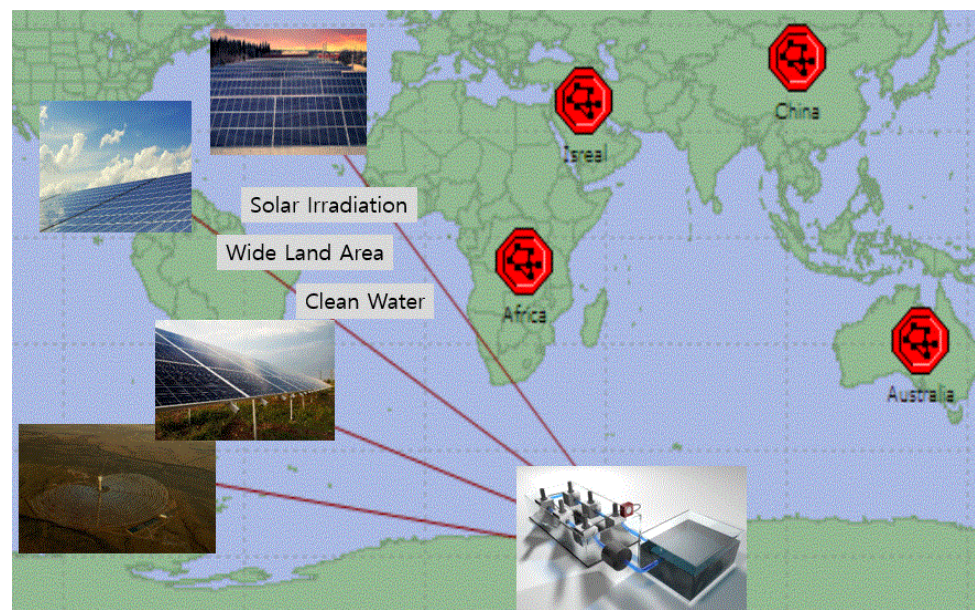 China
Isreal
Solar Irradiation
Wide Land Area
Clean Water
Africa
Australia